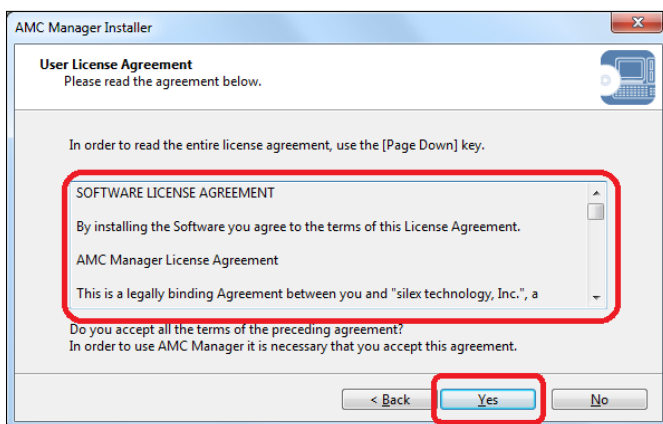 AMC Manager Installer
User License Agreement
Please read the agreement below.
In order to read the entire license agreement, use the [Page Down] key.
SOFTWARE LICENSE AGREEMENT
By installing the Software you agree to the terms of this License Agreement.
AMC Manager License Agreement
This is a legally binding Agreement between you and "silex technology, Inc.", a
Do you accept all the terms of the preceding agreement?
In order to use AMC Manager it is necessary that you accept this agreement.
< Back Yes No